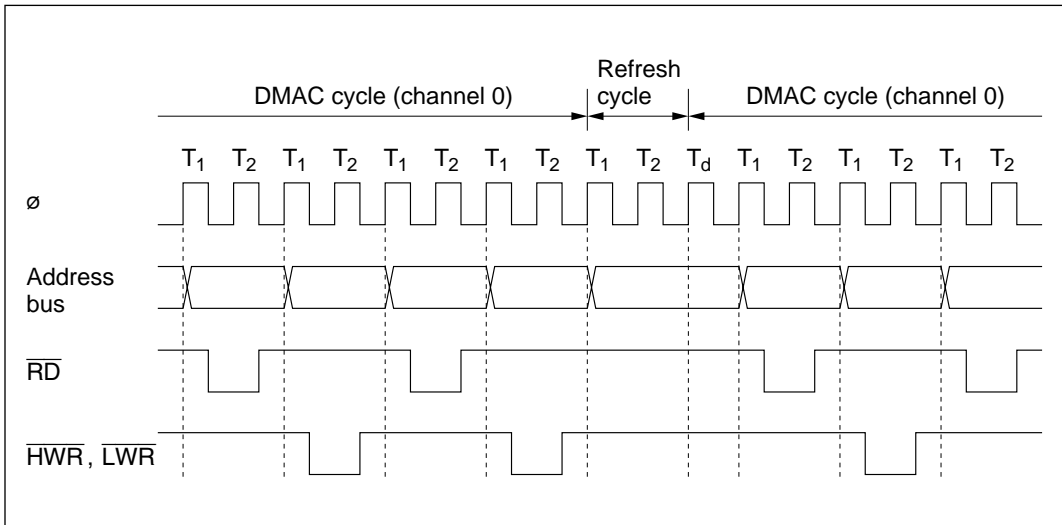 Refresh
DMAC cycle (channel 0) cycle DMAC cycle (channel 0)
T1 T2 T1 T2 T1 T2 T1 T2 T1 T2 Td T1 T2 T1 T2 T1 T2
ø
Address
bus
RD
HWR, LWR